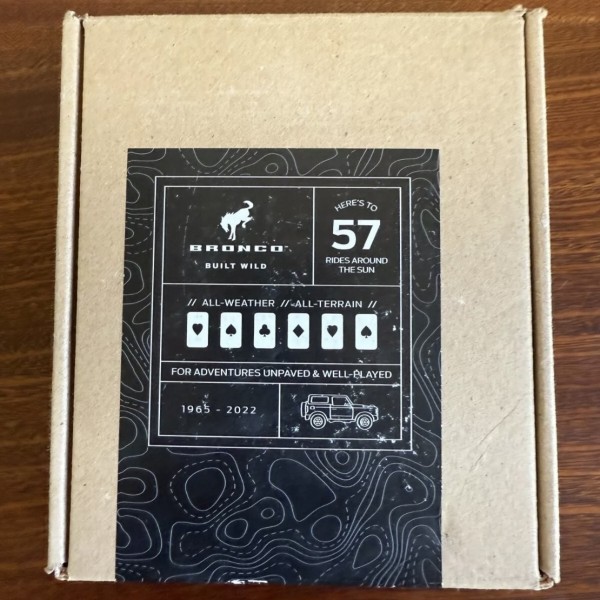 BRONCO
BUILT WILD
HERE'S TO
57
RIDES AROUND
THE SUN
// ALL-WEATHER // ALL-TERRAIN //
FOR ADVENTURES UNPAVED & WELL-PLAYED
1965 - 2022